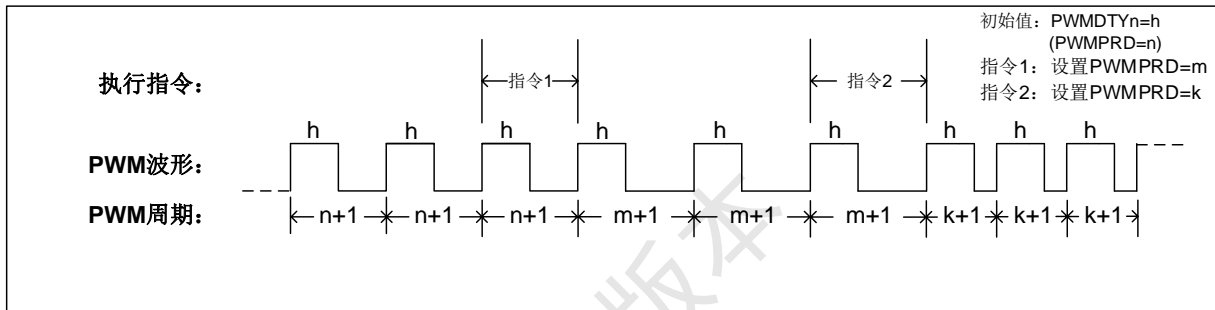 初始值：PWMDTYn=h
(PWMPRD=n)
指令1：设置PWMPRD=m
指令2：设置PWMPRD=k
执行指令：
指令1
指令2
h h h h h h h h h
PWM波形：
PWM周期：
n+1 n+1 n+1 m+1 m+1 m+1 k+1 k+1 k+1
版本